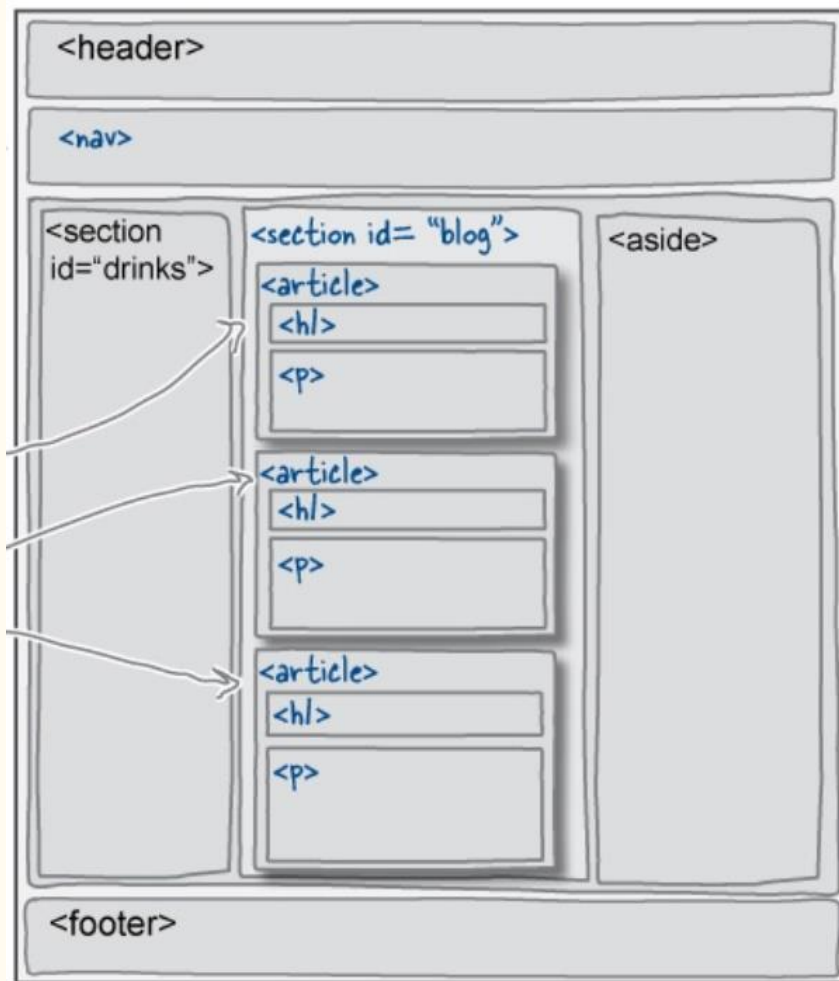 <header>
<nav>
<section
id=“drinks”>
<section id= “blog”>
<article>
<h1>
<p>
<article>
<h1>
<p>
<article>
<h1>
<p>
<aside>
<footer>